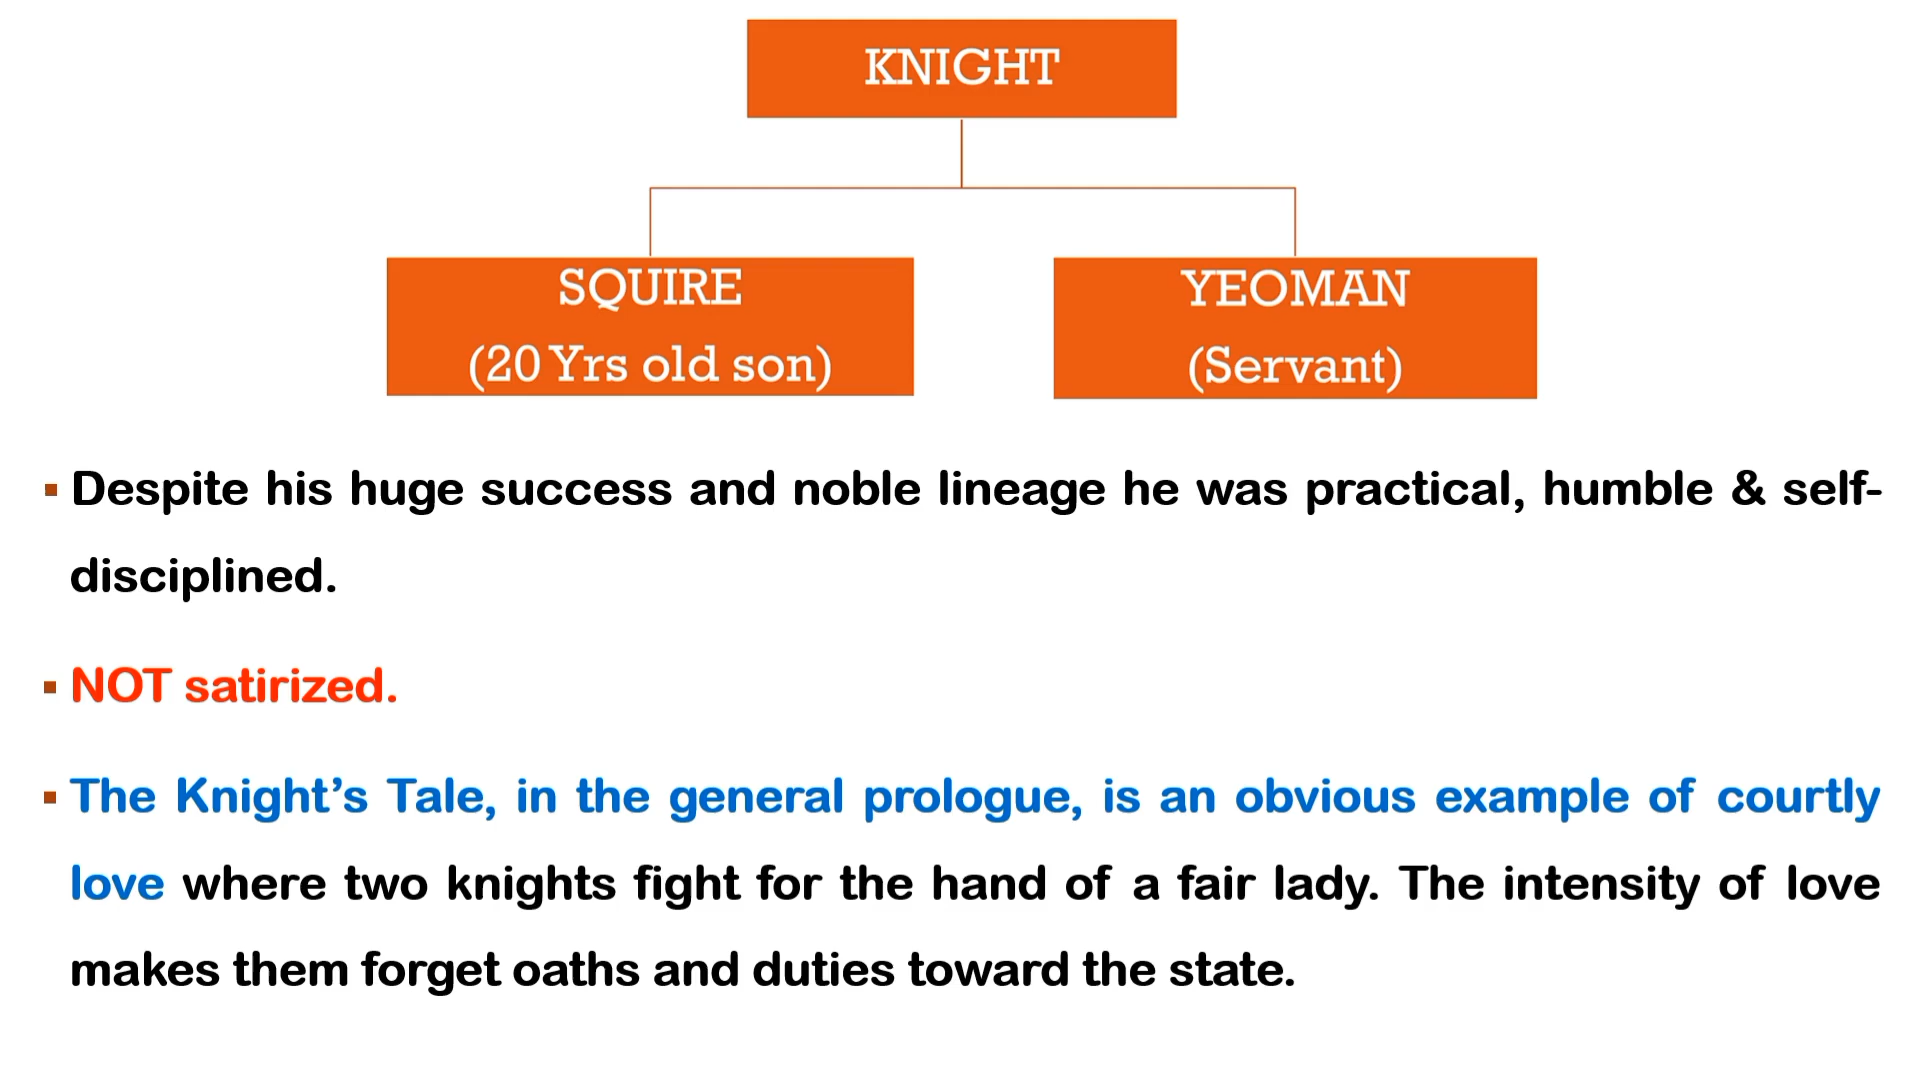 KNIGHT
SQUIRE
(20 Yrs old son)
YEOMAN
(Servant)
▪ Despite his huge success and noble lineage he was practical, humble & self-
disciplined.
▪ NOT satirized.
▪ The Knight’s Tale, in the general prologue, is an obvious example of courtly
love where two knights fight for the hand of a fair lady. The intensity of love
makes them forget oaths and duties toward the state.